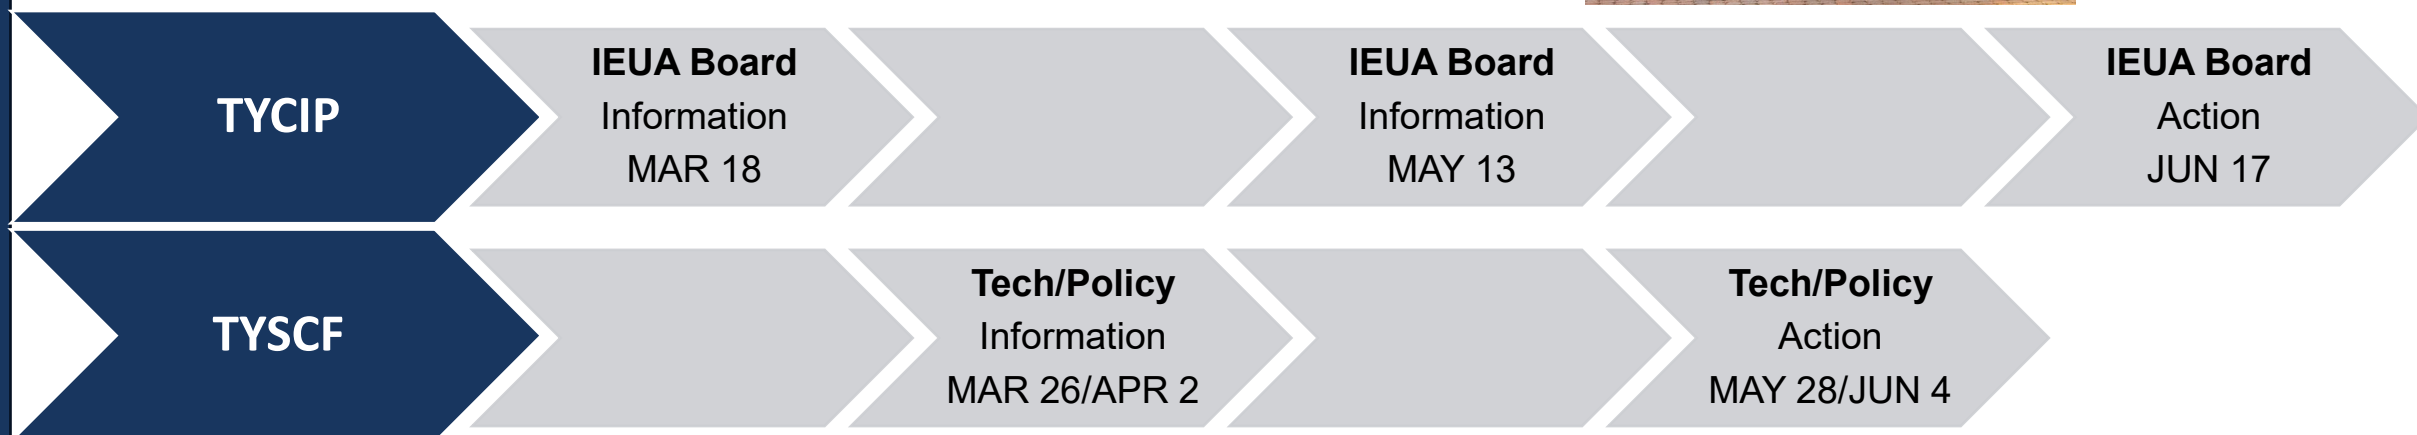 TYCIP
IEUA Board
Information
MAR 18
IEUA Board
Information
MAY 13
IEUA Board
Action
JUN 17
TYSCF
Tech/Policy
Information
MAR 26/APR 2
Tech/Policy
Action
MAY 28/JUN 4